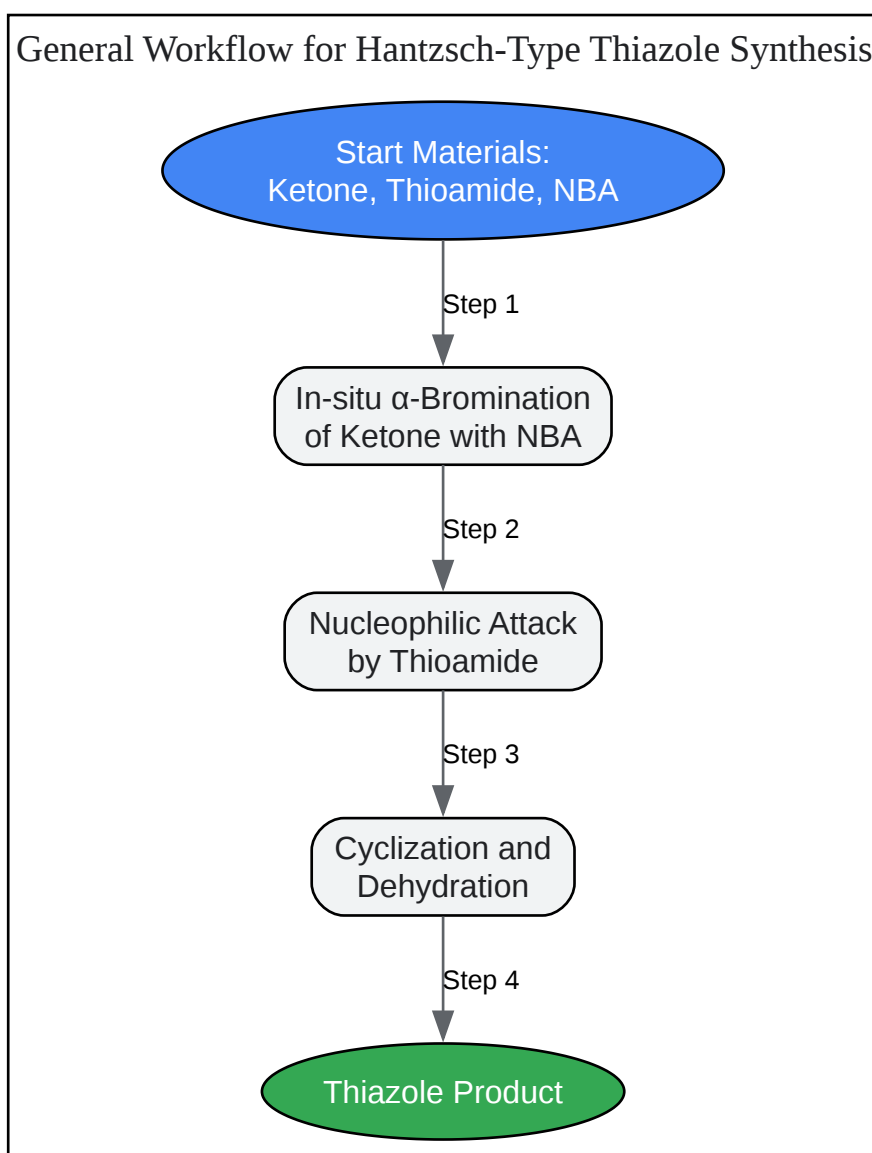 General Workflow for Hantzsch-Type Thiazole Synthesis
Start Materials:
Ketone, Thioamide, NBA
Step 1
In-situ α-Bromination
of Ketone with NBA
Step 2
Nucleophilic Attack
by Thioamide
Step 3
Cyclization and
Dehydration
Step 4
Thiazole Product